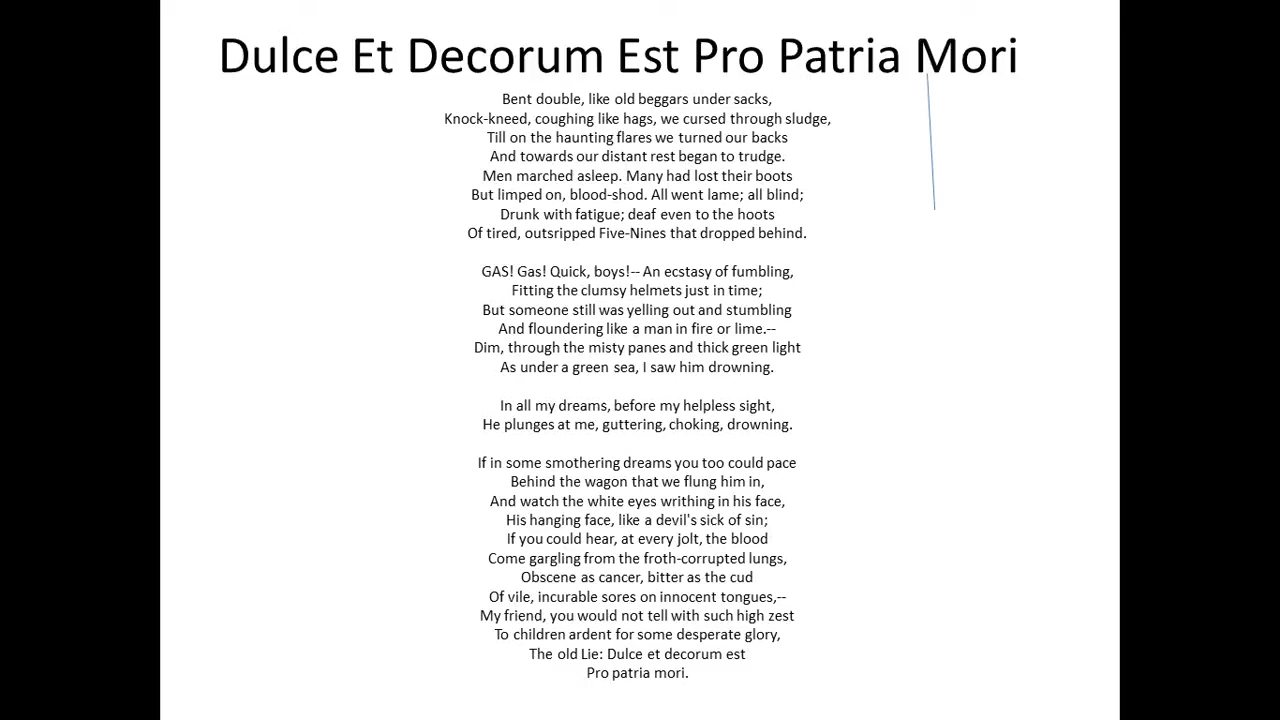 Dulce Et Decorum Est Pro Patria Mori
Bent double, like old beggars under sacks,
Knock-kneed, coughing like hags, we cursed through sludge,
Till on the haunting flares we turned our backs
And towards our distant rest began to trudge.
Men marched asleep. Many had lost their boots
But limped on, blood-shod. All went lame; all blind;
Drunk with fatigue; deaf even to the hoots
Of tired, outsripped Five-Nines that dropped behind.
GAS! Gas! Quick, boys!-- An ecstasy of fumbling,
Fitting the clumsy helmets just in time;
But someone still was yelling out and stumbling
And floundering like a man in fire or lime.--
Dim, through the misty panes and thick green light
As under a green sea, I saw him drowning.
In all my dreams, before my helpless sight,
He plunges at me, guttering, choking, drowning.
If in some smothering dreams you too could pace
Behind the wagon that we flung him in,
And watch the white eyes writhing in his face,
His hanging face, like a devil's sick of sin;
If you could hear, at every jolt, the blood
Come gargling from the froth-corrupted lungs,
Obscene as cancer, bitter as the cud
Of vile, incurable sores on innocent tongues,--
My friend, you would not tell with such high zest
To children ardent for some desperate glory,
The old Lie: Dulce et decorum est
Pro patria mori.